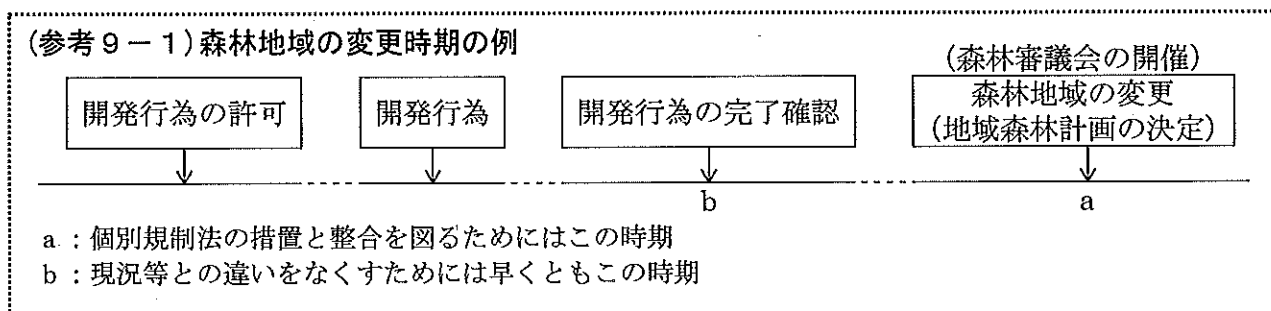 (参考9-1)森林地域の変更時期の例
(森林審議会の開催)
開発行為の許可
開発行為
開発行為の完了確認
森林地域の変更
(地域森林計画の決定)
b
a
a:個別規制法の措置と整合を図るためにはこの時期
b:現況等との違いをなくすためには早くともこの時期